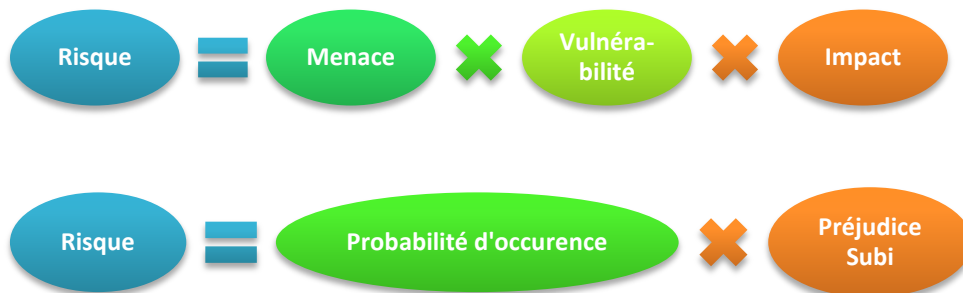 Risque = Menace × Vulnéra-
bilité × Impact
Risque = Probabilité d'occurence × Préjudice
Subi